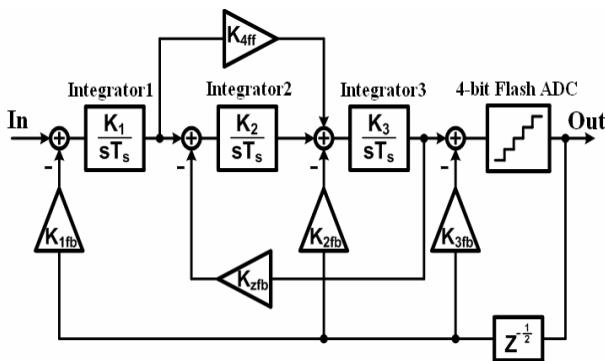 K4ff
Integrator1 Integrator2 Integrator3 4-bit Flash ADC
In + K1 + K2 + K3 + Out
sTs sTs sTs
- - - -
K1fb K2fb K3fb
Kzfb
Z-1/2